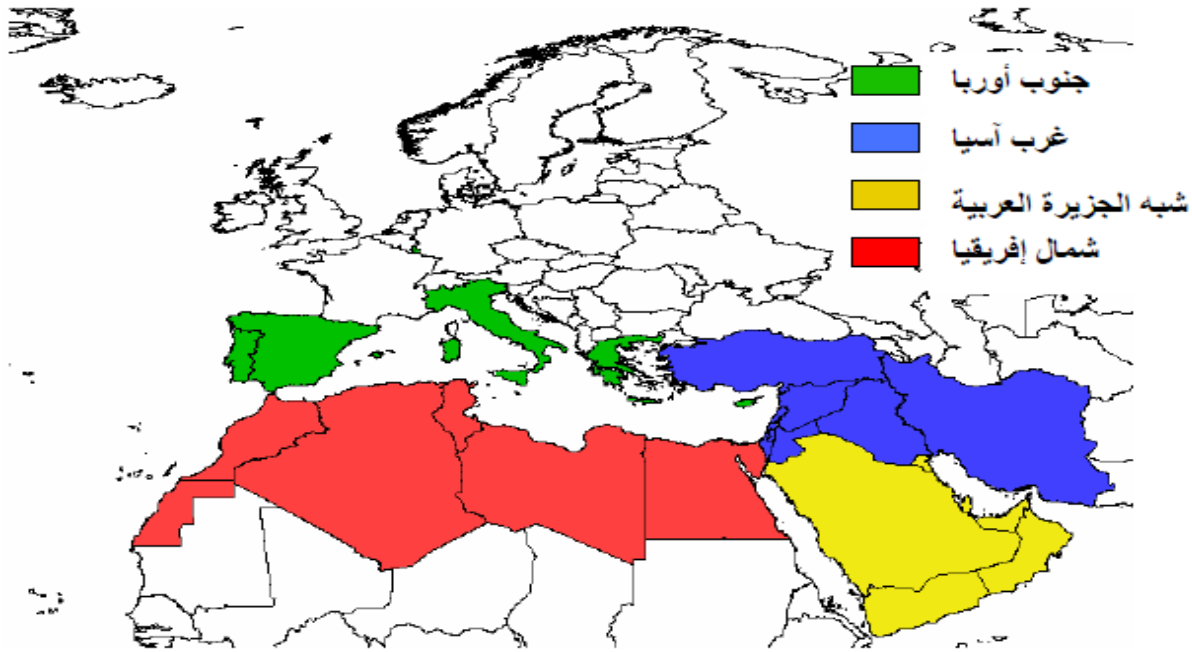 جنوب أوربا
غرب آسيا
شبه الجزيرة العربية
شمال إفريقيا